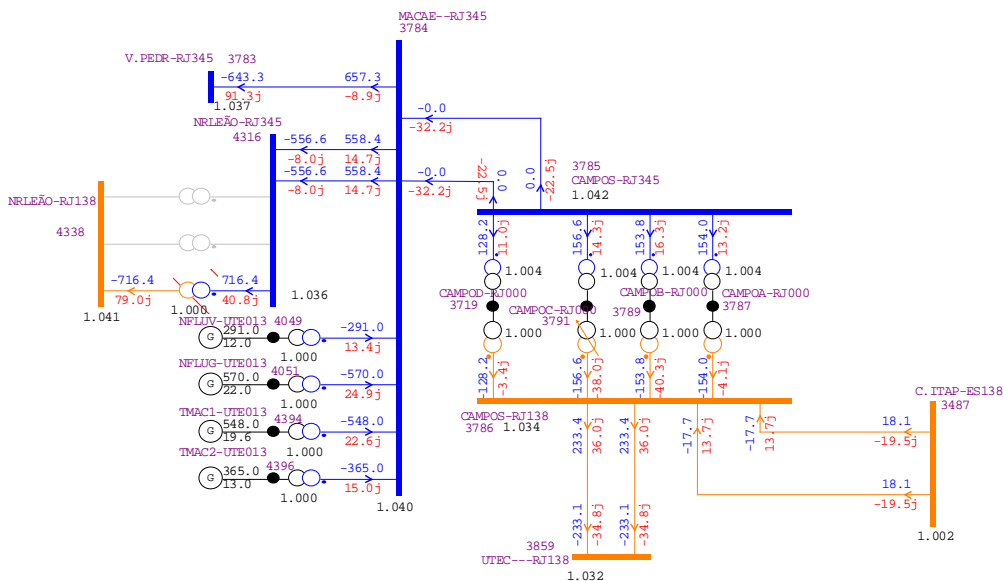 MACAE--RJ345
3784
V.PEDR-RJ345 3783
-643.3
657.3
91.3j
-8.9j
1.037
-0.0
-32.2j
NRLEÃO-RJ345
4316
-556.6
558.4
-8.0j
14.7j
-556.6
558.4
-8.0j
14.7j
-0.0
-32.2j
-22.5j
0.0
0.0
-22.5j
3785
CAMPOS-RJ345
1.042
NRLEÃO-RJ138
4338
128.2
11.0j
156.6
14.3j
153.8
16.3j
154.0
13.2j
-716.4
716.4
79.0j
40.8j
1.000
1.036
1.041
1.004
1.004
1.004
1.004
CAMPOD-RJ000
3719
CAMPOC-RJ000
3791
CAMPOB-RJ000
3789
CAMPOA-RJ000
3787
1.000
1.000
1.000
1.000
NFLUV-UTE013 4049
G
291.0
12.0
1.000
-291.0
13.4j
NFLUG-UTE013
4051
G
570.0
22.0
1.000
-570.0
24.9j
TMAC1-UTE013
4394
G
548.0
19.6
1.000
-548.0
22.6j
TMAC2-UTE013
4396
G
365.0
13.0
1.000
-365.0
15.0j
1.040
-128.2
-3.4j
-156.6
-38.0j
-153.8
-40.3j
-154.0
-4.1j
CAMPOS-RJ138
3786
1.034
C.ITAP-ES138
3487
233.4
36.0j
233.4
36.0j
-17.7
13.7j
-17.7
13.7j
18.1
-19.5j
18.1
-19.5j
1.002
-233.1
-34.8j
-233.1
-34.8j
3859
UTEC---RJ138
1.032